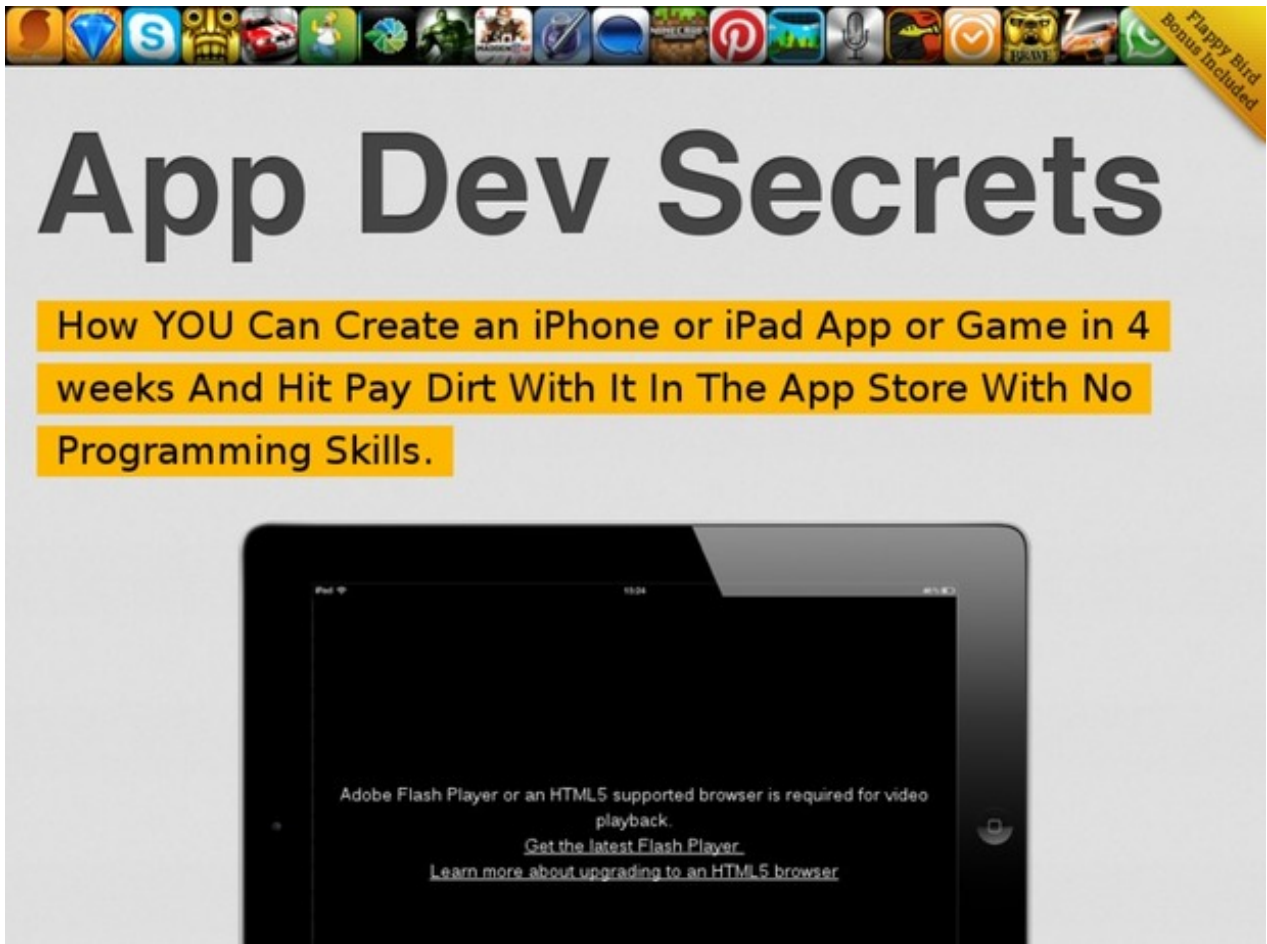 Flappy Bird
Bonus Included
App Dev Secrets
How YOU Can Create an iPhone or iPad App or Game in 4
weeks And Hit Pay Dirt With It In The App Store With No
Programming Skills.
iPad
Adobe Flash Player or an HTML5 supported browser is required for video
playback.
Get the latest Flash Player
Learn more about upgrading to an HTML5 browser